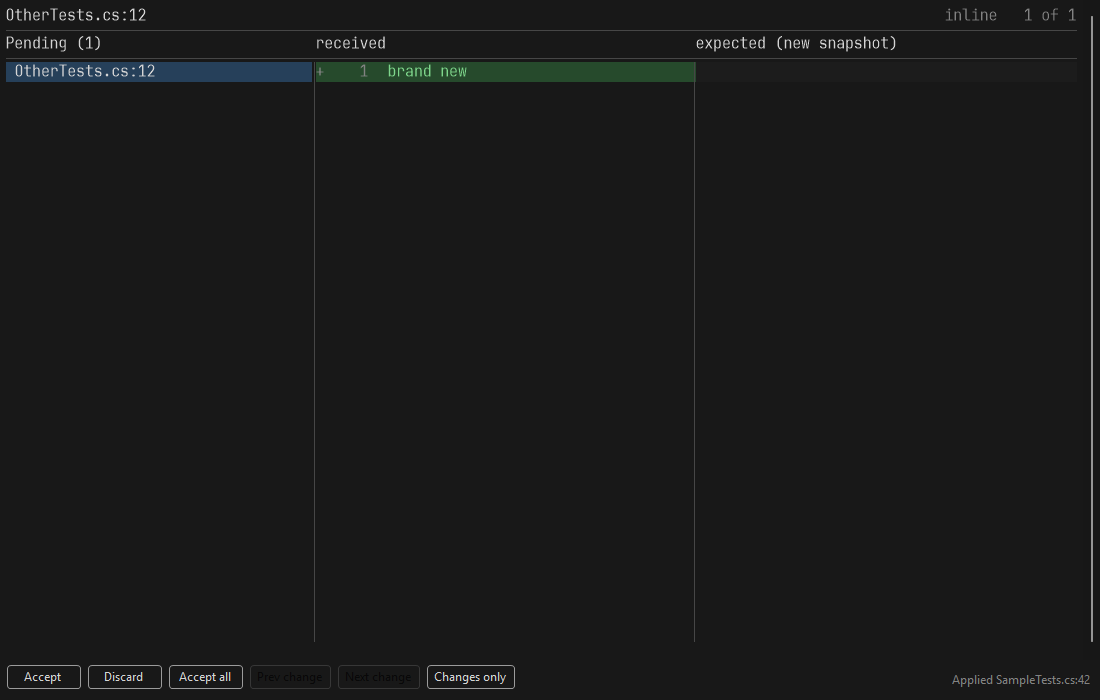 OtherTests.cs:12 inline 1 of 1
Pending (1) received expected (new snapshot)
OtherTests.cs:12 + 1 brand new
Accept Discard Accept all Prev change Next change Changes only Applied SampleTests.cs:42